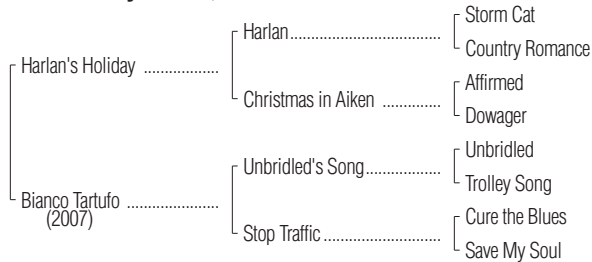 Storm Cat
Harlan..............................
Country Romance
Harlan's Holiday ..................
Affirmed
Christmas in Aiken ..............
Dowager
Unbridled
Unbridled's Song..................
Trolley Song
Bianco Tartufo ......................
(2007)
Cure the Blues
Stop Traffic ............................
Save My Soul